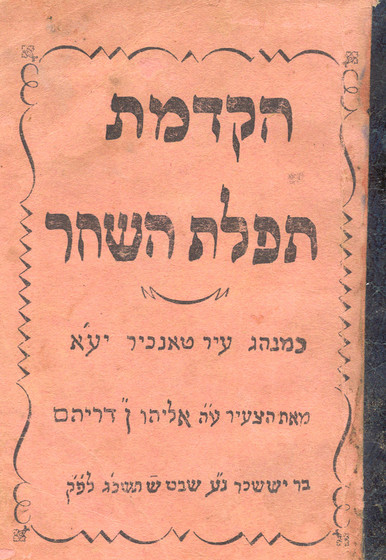 הקדמת
תפלת השחר
כמנהג עיר טאנכיר יע״א
מאת הצעיר ע״ה אליהו ן׳ דריהם
בר יששכר נ״ע שבט ש׳ תשכ״ג לפ״ק